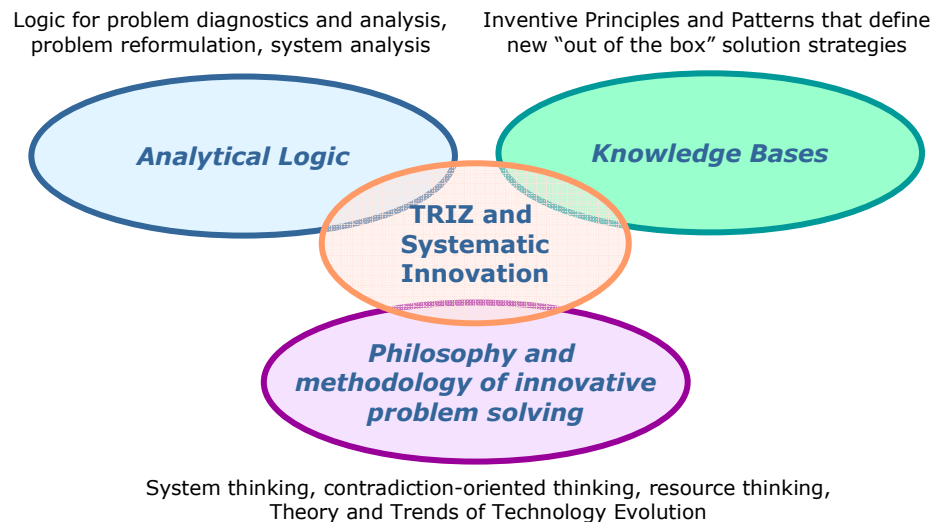 Logic for problem diagnostics and analysis,
problem reformulation, system analysis
Inventive Principles and Patterns that define
new “out of the box” solution strategies
Analytical Logic
Knowledge Bases
TRIZ and
Systematic
Innovation
Philosophy and
methodology of innovative
problem solving
System thinking, contradiction-oriented thinking, resource thinking,
Theory and Trends of Technology Evolution